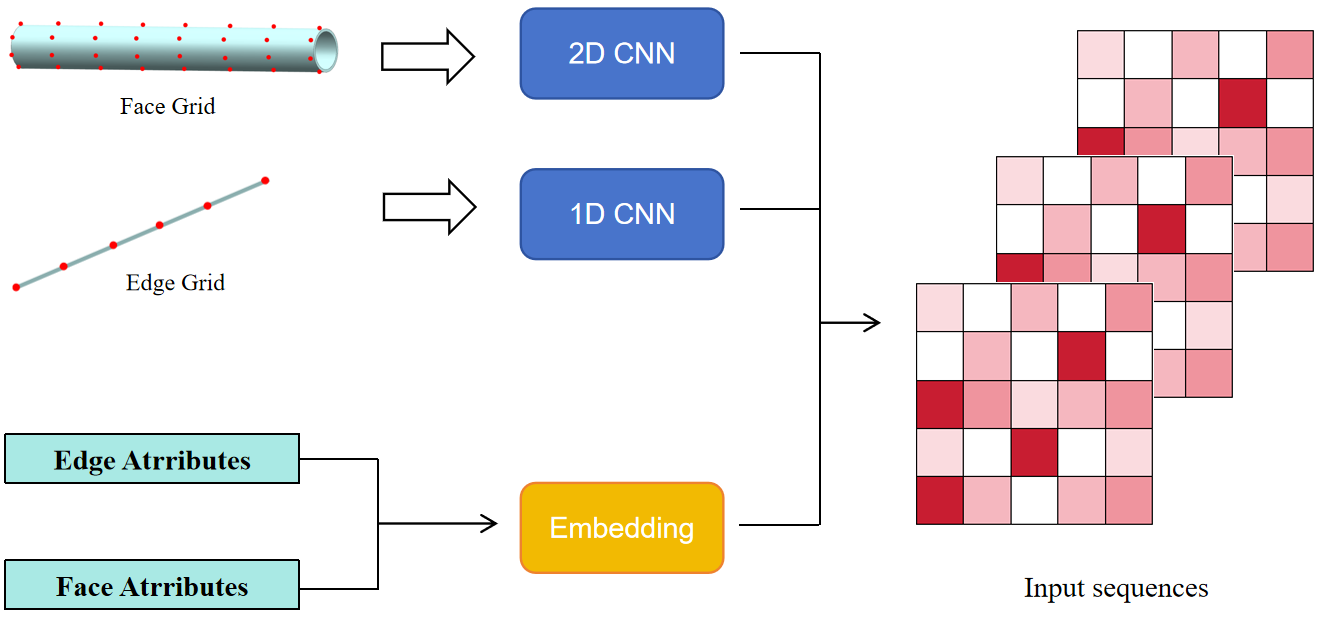 2D CNN
Face Grid
1D CNN
Edge Grid
Edge Atrributes
Embedding
Face Atrributes
Input sequences